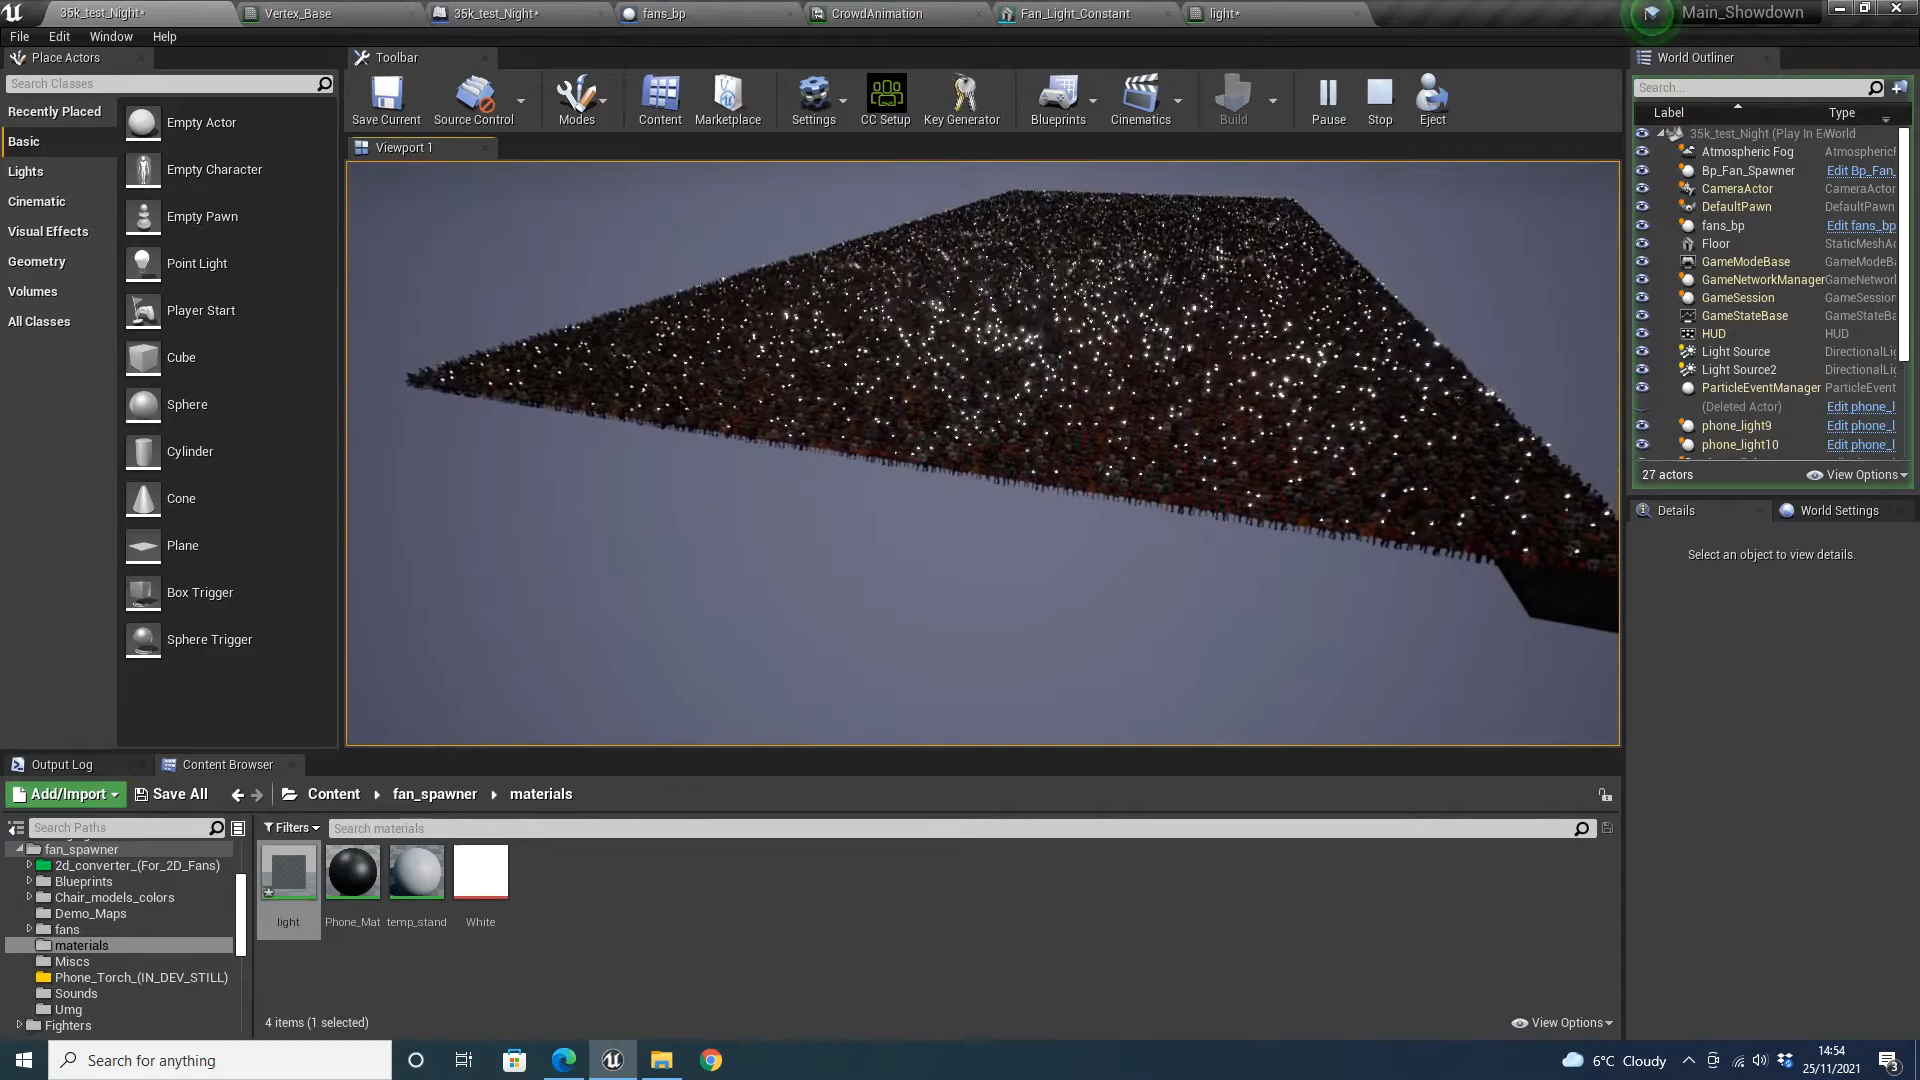 35k_test_Night*
Vertex_Base
35k_test_Night*
fans_bp
CrowdAnimation
Fan_Light_Constant
light*
Main_Showdown
File
Edit
Window
Help
Place Actors
Toolbar
World Outliner
Search Classes
Search...
Label
Type
Recently Placed
Basic
Lights
Cinematic
Visual Effects
Geometry
Volumes
All Classes
Empty Actor
Empty Character
Empty Pawn
Point Light
Player Start
Cube
Sphere
Cylinder
Cone
Plane
Box Trigger
Sphere Trigger
Save Current
Source Control
Modes
Content
Marketplace
Settings
CC Setup
Key Generator
Blueprints
Cinematics
Build
Pause
Stop
Eject
Viewport 1
35k_test_Night (Play In E World
Atmospheric Fog AtmosphericF
Bp_Fan_Spawner Edit Bp_Fan_
CameraActor CameraActor
DefaultPawn DefaultPawn
fans_bp Edit fans_bp
Floor StaticMeshAc
GameModeBase GameModeBa
GameNetworkManager GameNetwork
GameSession GameSession
GameStateBase GameStateBa
HUD HUD
Light Source DirectionalLig
Light Source2 DirectionalLig
ParticleEventManager ParticleEvent
(Deleted Actor) Edit phone_l
phone_light9 Edit phone_l
phone_light10 Edit phone_l
27 actors
View Options
Details
World Settings
Select an object to view details.
Output Log
Content Browser
Add/Import
Save All
Content
fan_spawner
materials
Search Paths
Filters
Search materials
fan_spawner
2d_converter_(For_2D_Fans)
Blueprints
Chair_models_colors
Demo_Maps
fans
materials
Miscs
Phone_Torch_(IN_DEV_STILL)
Sounds
Umg
Fighters
light
Phone_Mat
temp_stand
White
4 items (1 selected)
View Options
Search for anything
6°C Cloudy
14:54
25/11/2021
3